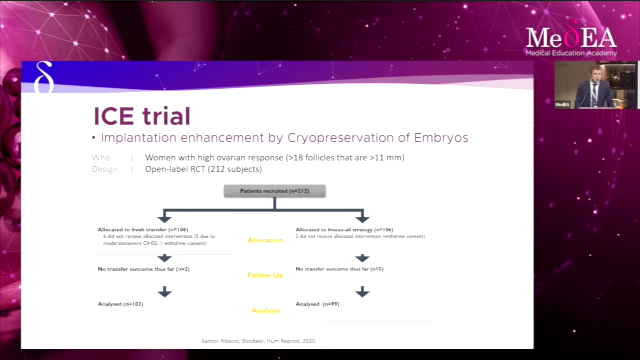 MedEA
Medical Education Academy
MedEA
δ
ICE trial
• Implantation enhancement by Cryopreservation of Embryos
Who | Women with high ovarian response (>18 follicles that are >11 mm)
Design | Open-label RCT (212 subjects)
Patients recruited (n=212)
Allocated to fresh transfer (n=106)
6 did not receive allocated intervention (5 due to
moderate/severe OHSS; 1 withdrew consent)
Allocation
Allocated to freeze-all strategy (n=106)
2 did not receive allocated intervention (withdrew consent)
No transfer outcome thus far (n=2)
Follow-Up
No transfer outcome thus far (n=5)
Analysed (n=103)
Analysis
Analysed (n=99)
Santos-Ribeiro, Blockeel, Hum Reprod, 2020.